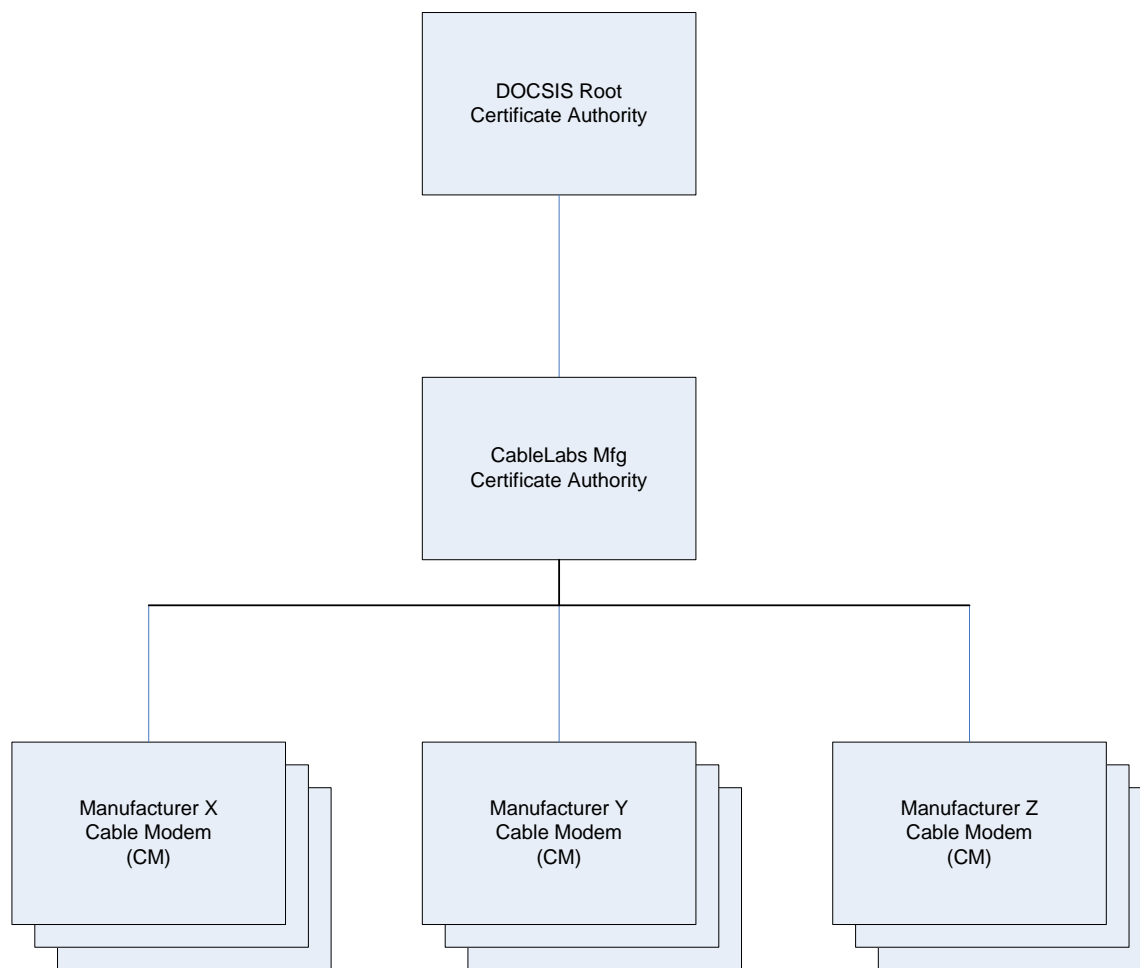 DOCSIS Root
Certificate Authority
CableLabs Mfg
Certificate Authority
Manufacturer X
Cable Modem
(CM)
Manufacturer Y
Cable Modem
(CM)
Manufacturer Z
Cable Modem
(CM)